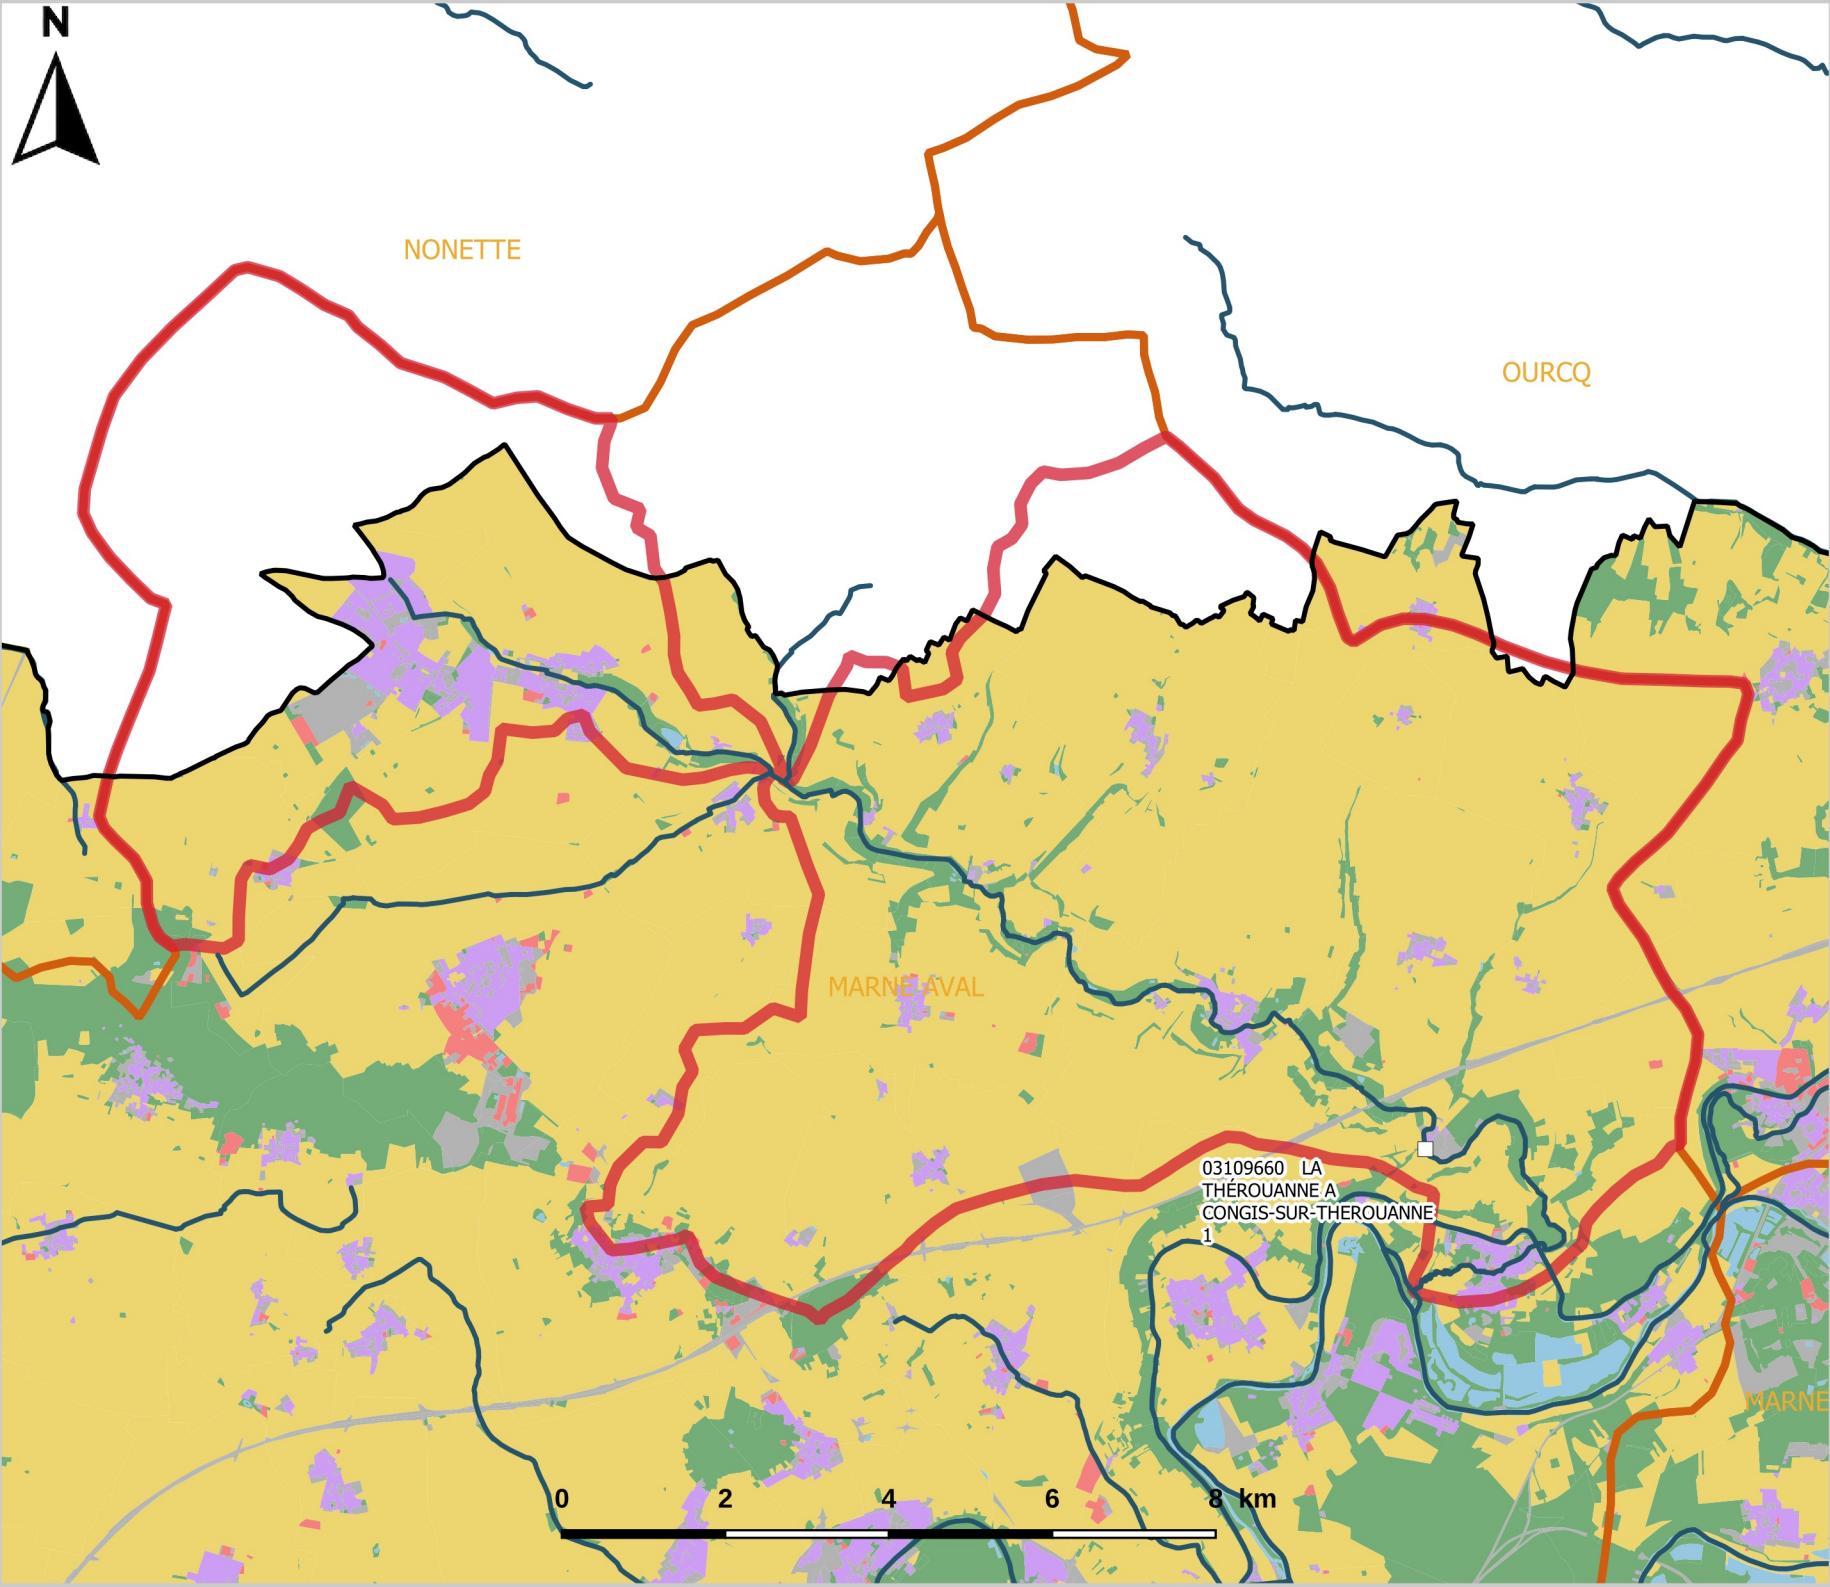 N
NONETTE
OURCQ
MARNE AVAL
03109660 LA
THÉROUANNE A
CONGIS-SUR-THEROUANNE
1
MARNE
0 2 4 6 8 km